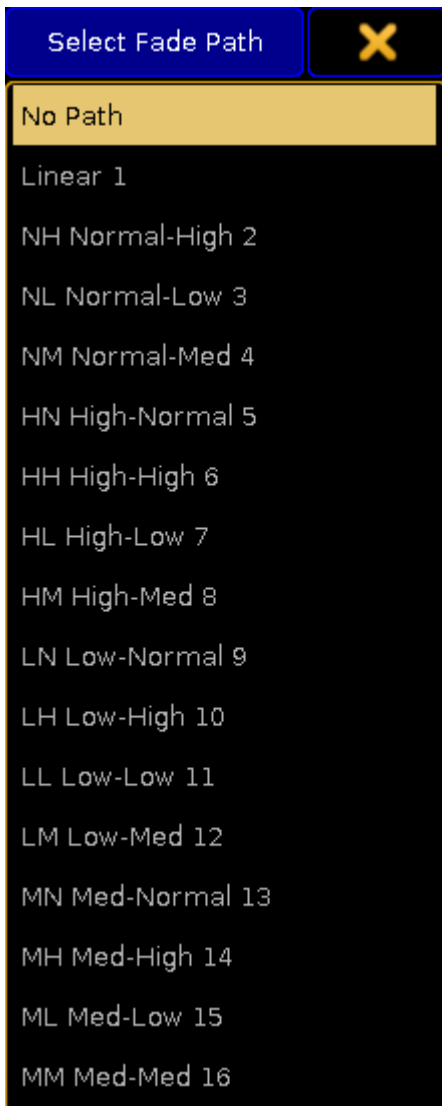 Select Fade Path
No Path
Linear 1
NH Normal-High 2
NL Normal-Low 3
NM Normal-Med 4
HN High-Normal 5
HH High-High 6
HL High-Low 7
HM High-Med 8
LN Low-Normal 9
LH Low-High 10
LL Low-Low 11
LM Low-Med 12
MN Med-Normal 13
MH Med-High 14
ML Med-Low 15
MM Med-Med 16